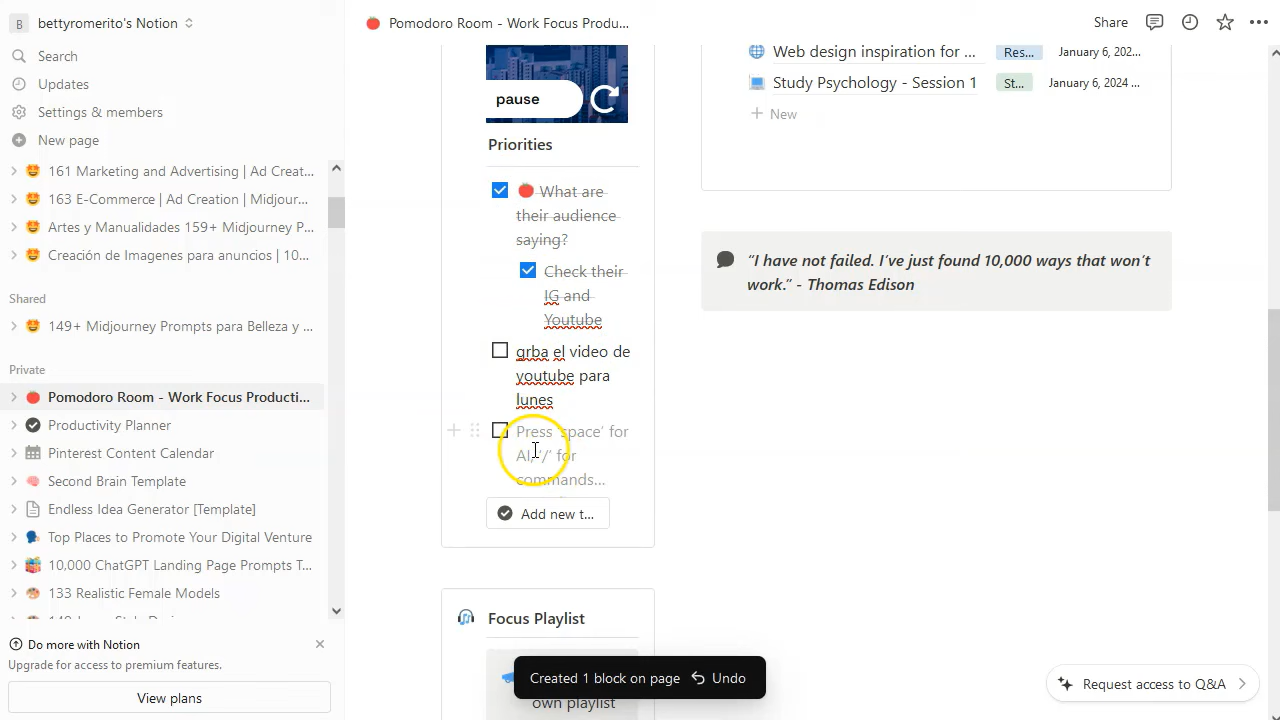 B bettyromerito's Notion
Search
Updates
Settings & members
New page
161 Marketing and Advertising | Ad Creat...
163 E-Commerce | Ad Creation | Midjour...
Artes y Manualidades 159+ Midjourney P...
Creación de Imagenes para anuncios | 10...
Shared
149+ Midjourney Prompts para Belleza y ...
Private
Pomodoro Room - Work Focus Producti...
Productivity Planner
Pinterest Content Calendar
Second Brain Template
Endless Idea Generator [Template]
Top Places to Promote Your Digital Venture
10,000 ChatGPT Landing Page Prompts T...
133 Realistic Female Models
Do more with Notion
Upgrade for access to premium features.
View plans
Pomodoro Room - Work Focus Produ...
Share
pause
Priorities
What are
their audience
saying?
Check their
IG and
Youtube
grba el video de
youtube para
lunes
Press 'space' for
AI, '/' for
commands...
Add new t...
Focus Playlist
own playlist
Web design inspiration for ... Res... January 6, 202...
Study Psychology - Session 1 St... January 6, 2024 ...
New
“I have not failed. I've just found 10,000 ways that won't
work.” - Thomas Edison
Created 1 block on page Undo
Request access to Q&A